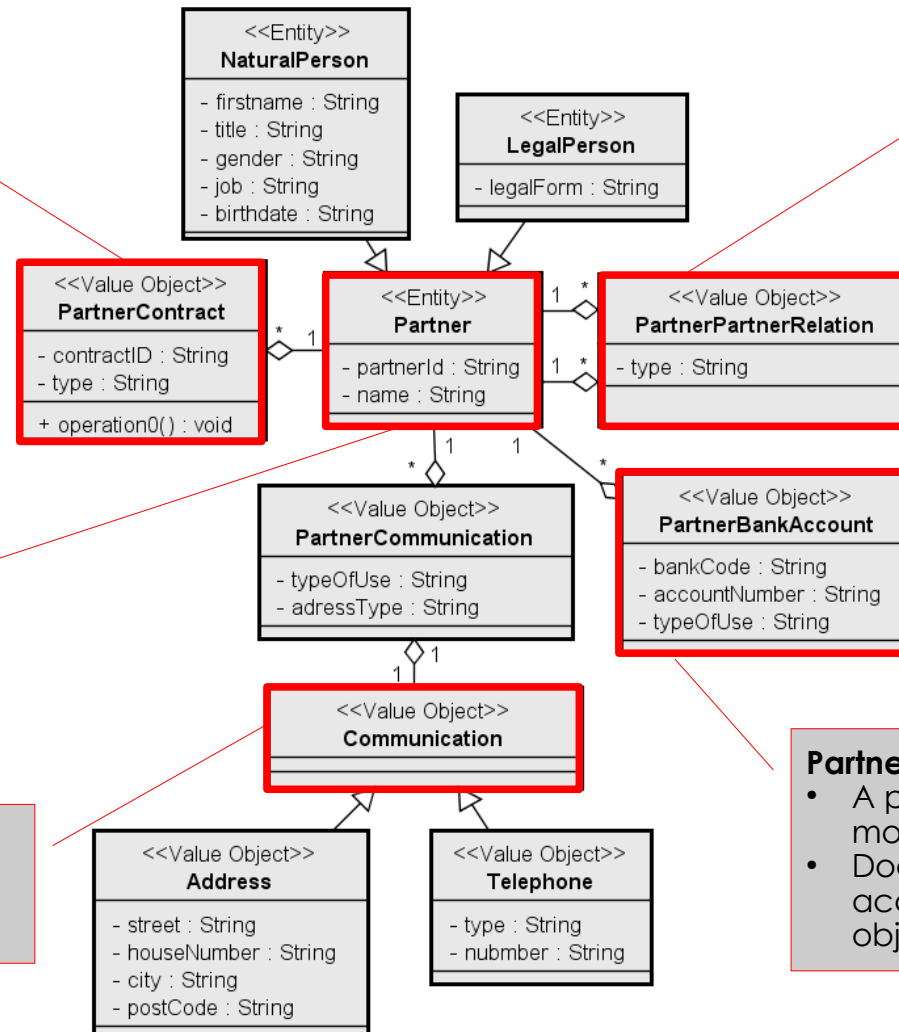 <<Entity>>
NaturalPerson
- firstname : String
- title : String
- gender : String
- job : String
- birthdate : String
<<Entity>>
LegalPerson
- legalForm : String
<<Value Object>>
PartnerContract
- contractID : String
- type : String
+ operation0() : void
* 1
<<Entity>>
Partner
- partnerId : String
- name : String
1 *
1 *
<<Value Object>>
PartnerPartnerRelation
- type : String
1 1
* *
<<Value Object>>
PartnerCommunication
- typeOfUse : String
- adressType : String
<<Value Object>>
PartnerBankAccount
- bankCode : String
- accountNumber : String
- typeOfUse : String
1
1
<<Value Object>>
Communication
<<Value Object>>
Address
- street : String
- houseNumber : String
- city : String
- postCode : String
<<Value Object>>
Telephone
- type : String
- nubmber : String
• A